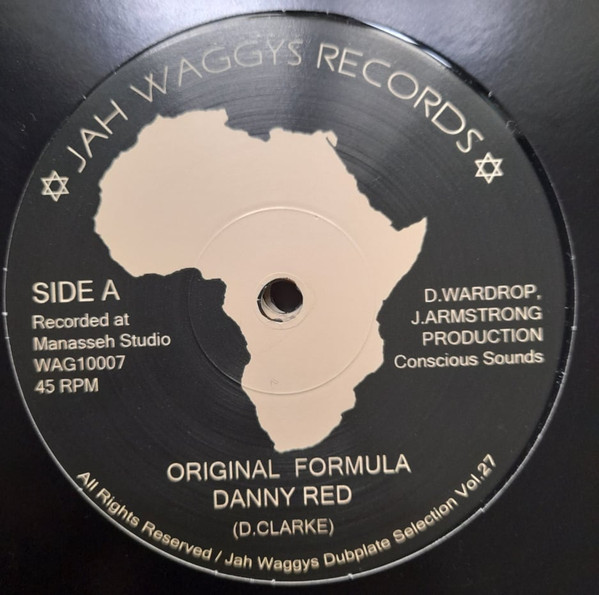 JAH WAGGYS RECORDS
SIDE A
Recorded at
Manasseh Studio
WAG10007
45 RPM
D.WARDROP,
J.ARMSTRONG
PRODUCTION
Conscious Sounds
ORIGINAL FORMULA
DANNY RED
(D.CLARKE)
All Rights Reserved / Jah Waggys Dubplate Selection Vol.27